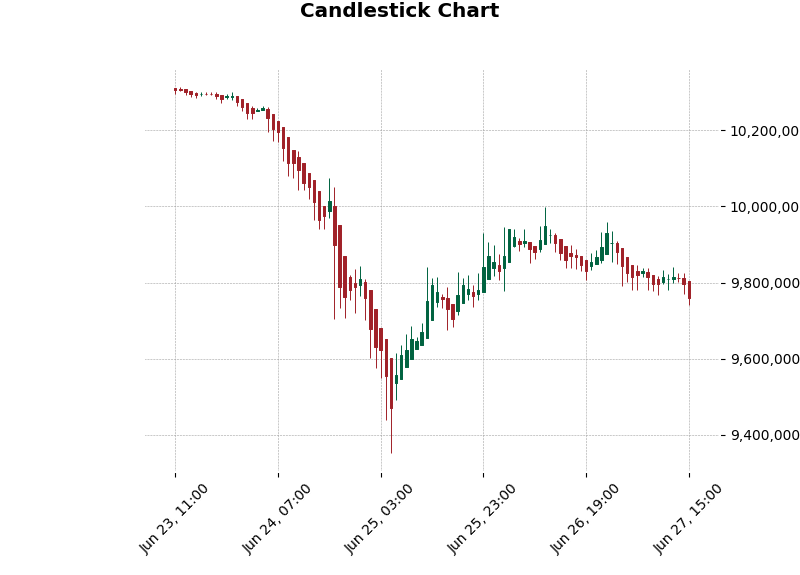 Candlestick Chart
10,200,00
10,000,00
9,800,000
9,600,000
9,400,000
Jun 23, 11:00
Jun 24, 07:00
Jun 25, 03:00
Jun 25, 23:00
Jun 26, 19:00
Jun 27, 15:00